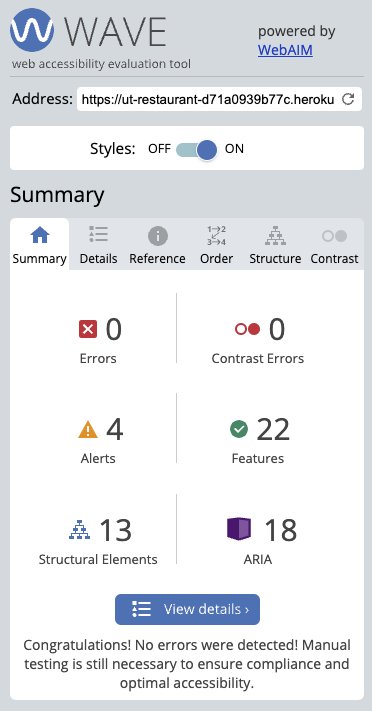 WAVE
web accessibility evaluation tool
powered by
WebAIM
Address: https://ut-restaurant-d71a0939b77c.heroku
Styles: OFF ON
Summary
Summary Details Reference Order Structure Contrast
0 0
Errors Contrast Errors
4 22
Alerts Features
13 18
Structural Elements ARIA
View details ›
Congratulations! No errors were detected! Manual
testing is still necessary to ensure compliance and
optimal accessibility.